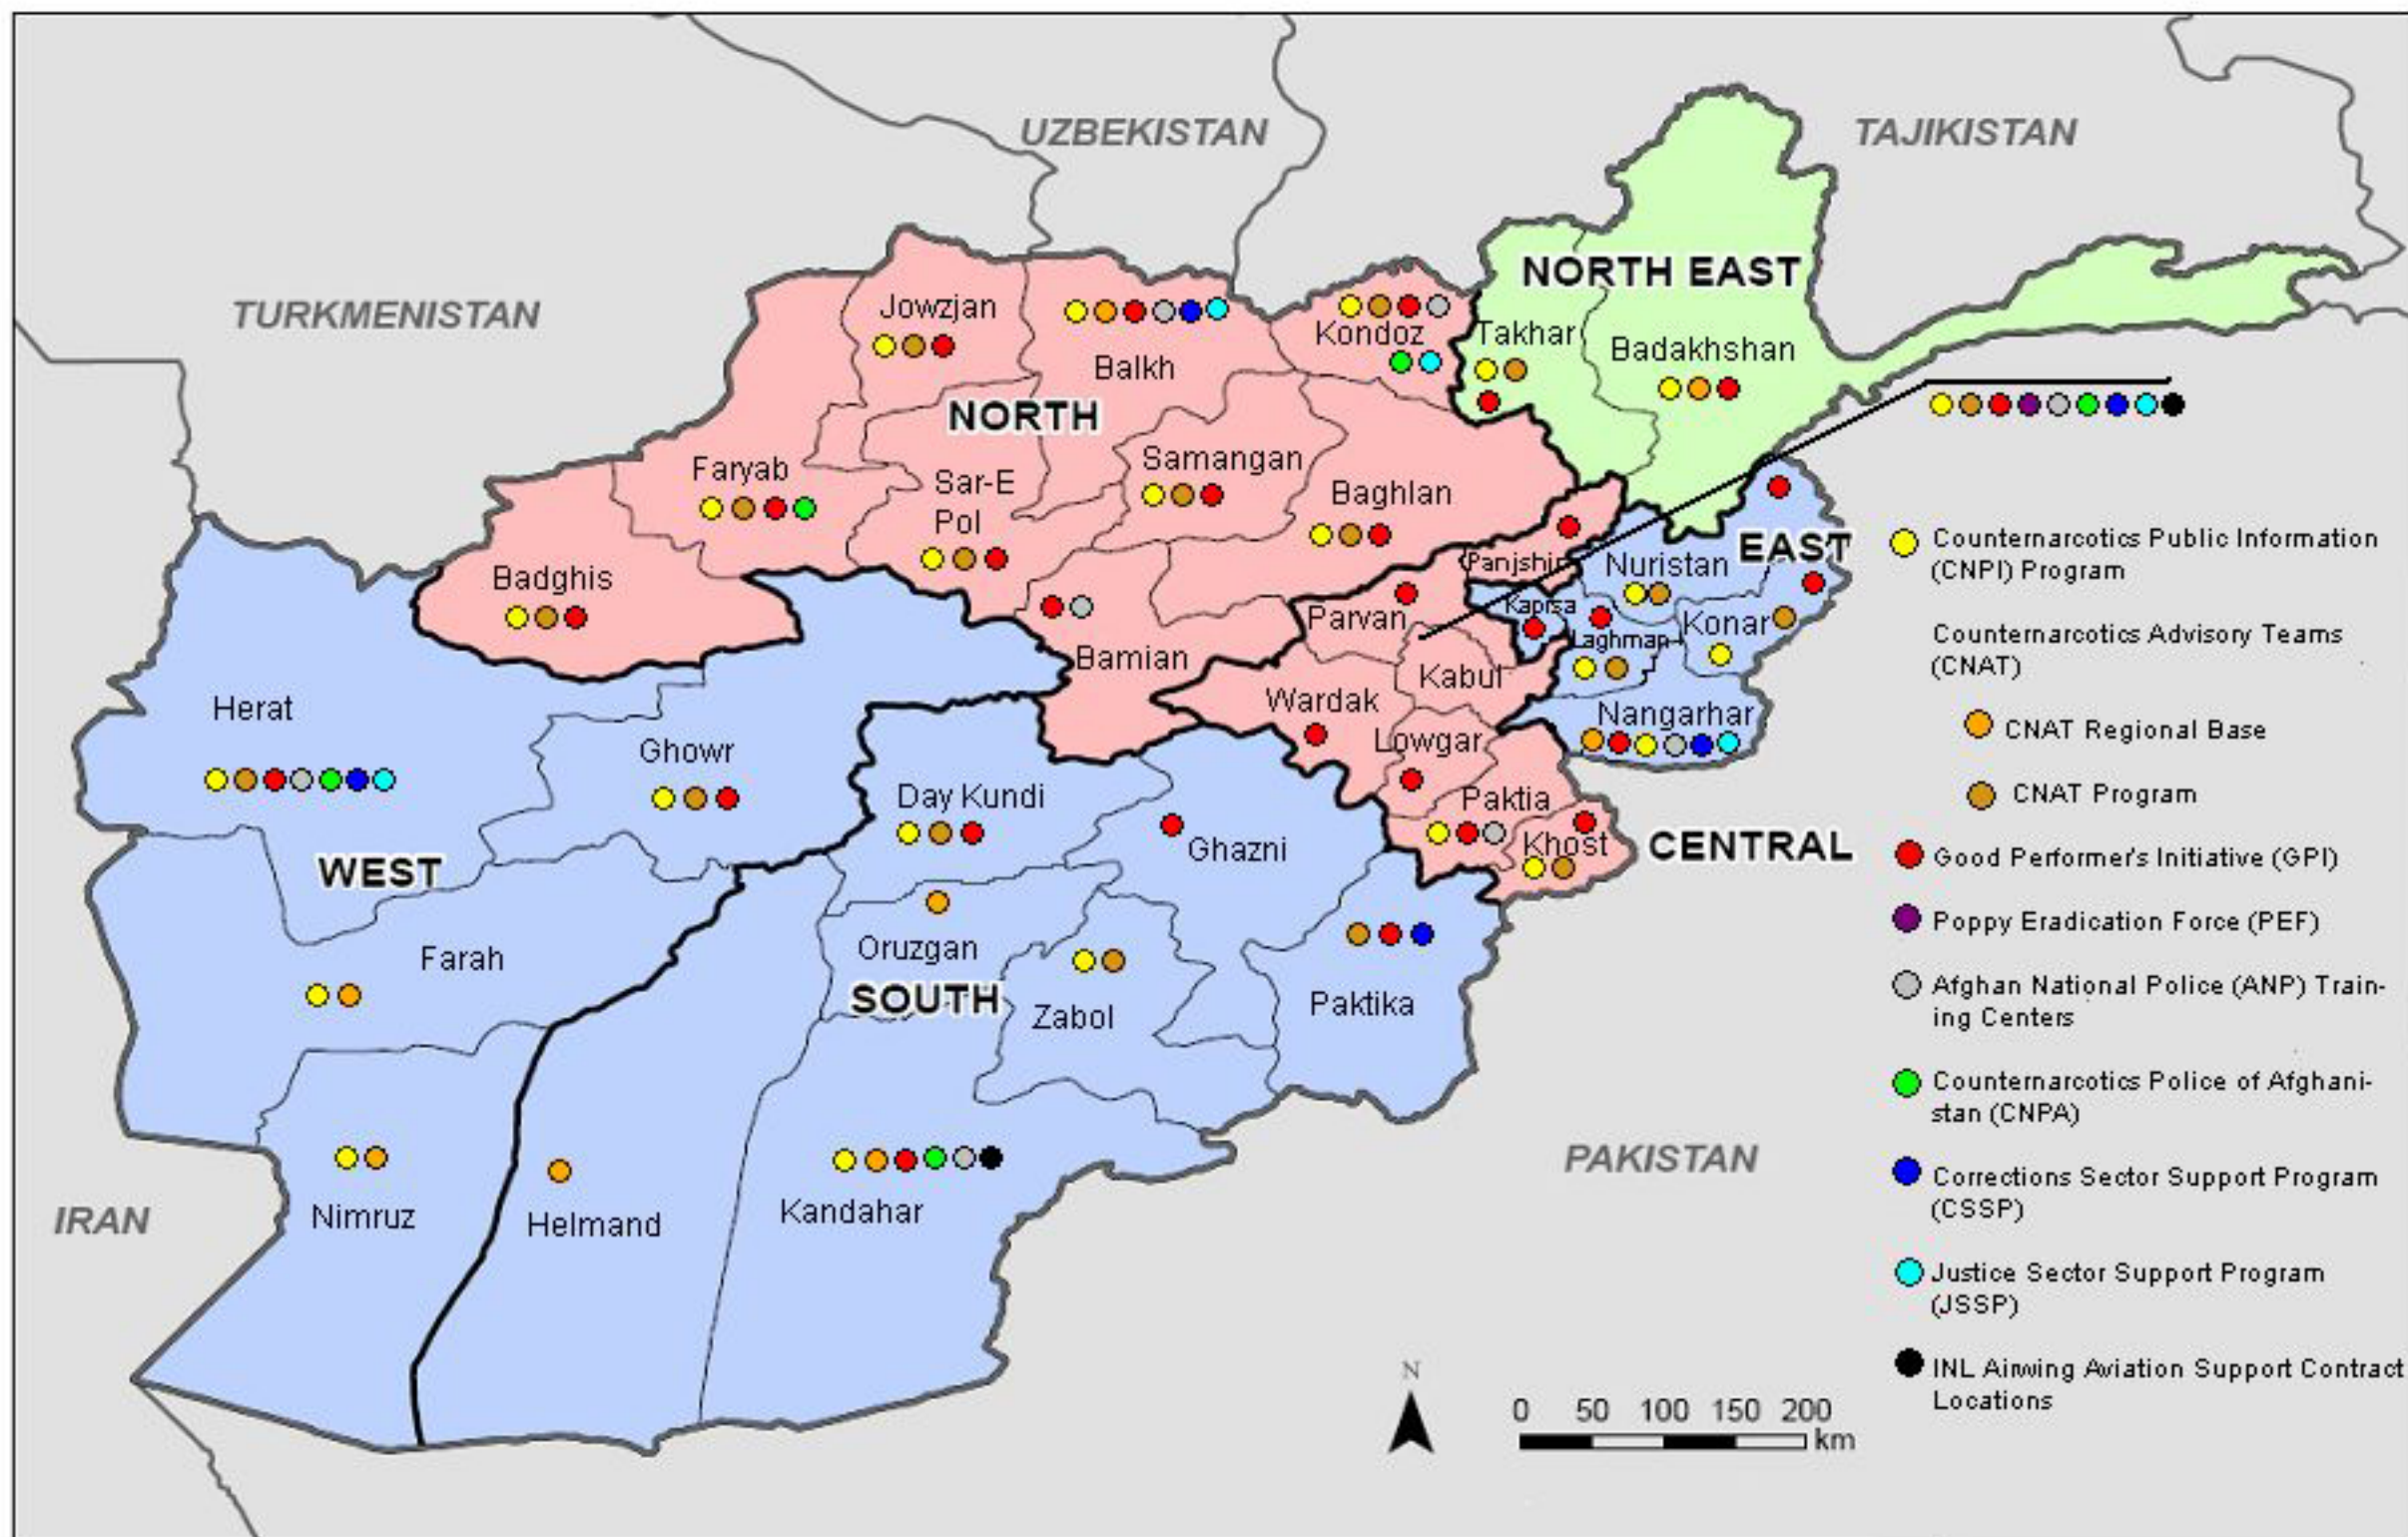 UZBEKISTAN
TAJIKISTAN
TURKMENISTAN
NORTH EAST
Jowzjan
Balkh
Kondoz
Takhar
Badakhshan
NORTH
Faryab
Sar-E
Pol
Samangan
Baghlan
Badghis
Panjshir
Nuristan
EAST
Parvan
Kapisa
Laghman
Konar
Bamian
Kabul
Wardak
Nangarhar
Herat
Ghowr
Lowgar
Day Kundi
Paktia
Ghazni
Khost
CENTRAL
WEST
Farah
Oruzgan
SOUTH
Zabol
Paktika
PAKISTAN
IRAN
Nimruz
Helmand
Kandahar
Counternarcotics Public Information
(CNPI) Program
Counternarcotics Advisory Teams
(CNAT)
CNAT Regional Base
CNAT Program
Good Performer's Initiative (GPI)
Poppy Eradication Force (PEF)
Afghan National Police (ANP) Train-
ing Centers
Counternarcotics Police of Afghani-
stan (CNPA)
Corrections Sector Support Program
(CSSP)
Justice Sector Support Program
(JSSP)
INL Airwing Aviation Support Contract
Locations
N
0 50 100 150 200
km